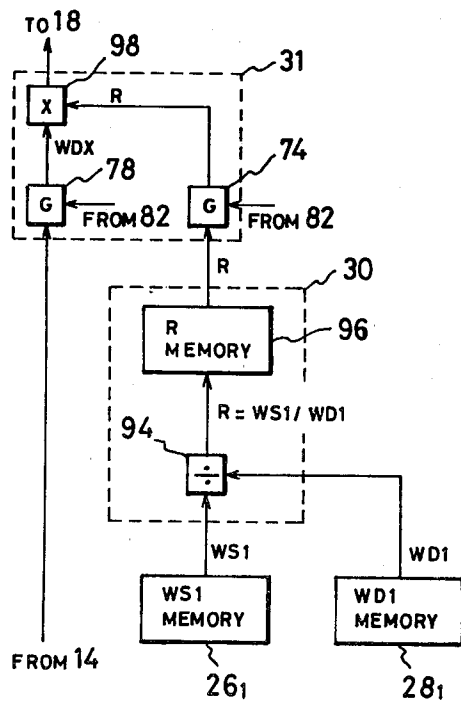 TO 18
98
31
X
R
WDX
78
74
G
G
FROM 82
FROM 82
R
30
R
MEMORY
96
R = WS1 / WD1
94
÷
WS1
WD1
WS1
MEMORY
WD1
MEMORY
FROM 14
26₁
28₁